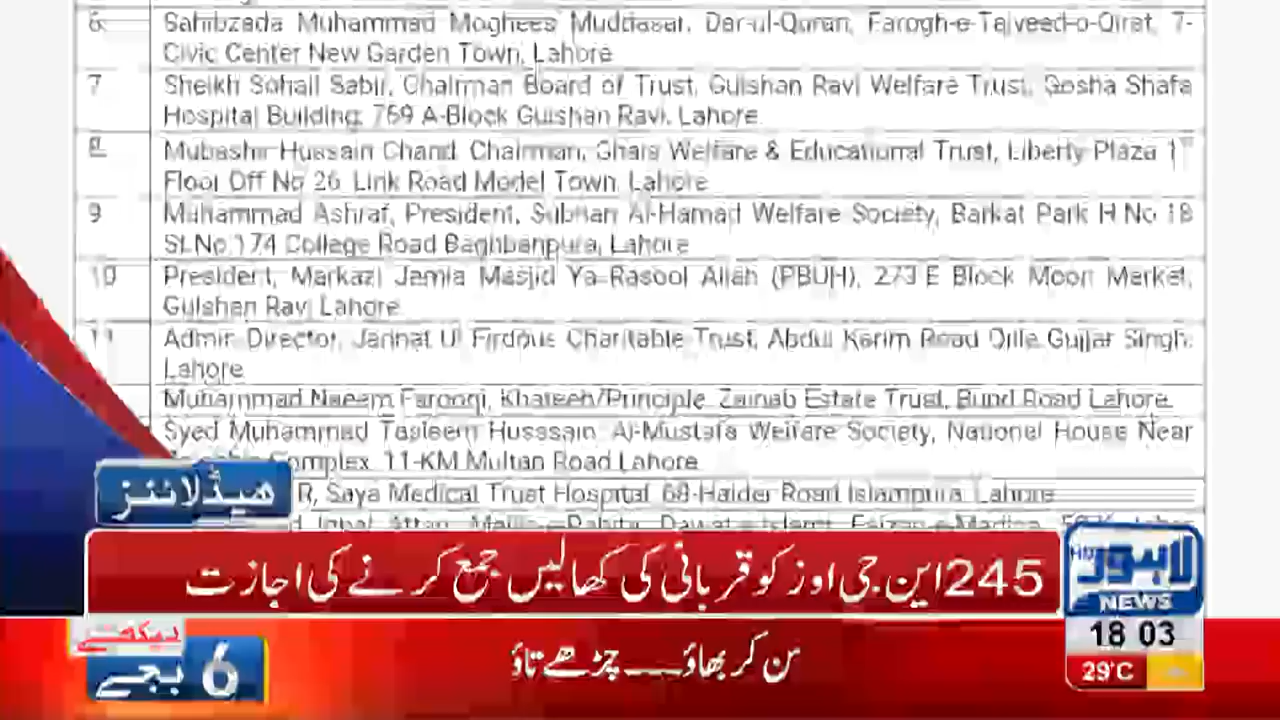 6 Sahibzada Muhammad Moghees Muddasar, Dar-ul-Quran, Farogh-e-Tajveed-o-Qirat, 7-
Civic Center New Garden Town, Lahore
7 Sheikh Sohail Sabir, Chairman Board of Trust, Gulshan Ravi Welfare Trust, Gosha Shafa
Hospital Building, 769 A-Block Gulshan Ravi, Lahore
8 Mubashir Hussain Chand, Chairman, Welfare & Educational Trust, Liberty Plaza
Floor Off No 26, Link Road Model Town, Lahore
9 Muhammad Ashraf, President, Subhan Al-Hamad Welfare Society, Barkat Park H No 18
St.No.174 College Road Baghbanpura, Lahore
10 President, Markazi Jamia Masjid Ya-Rasool Allah (PBUH), 273 E Block Moon Market,
Gulshan Ravi Lahore
11 Admin Director, Jannat Ul Firdous Charitable Trust, Abdul Karim Road Qilla Gujjar Singh,
Lahore
Muhammad Naeem Farooqi, Khateeb/Principle, Zainab Estate Trust, Bund Road Lahore.
Syed Muhammad Tasleem Husssain, Al-Mustafa Welfare Society, National House Near
Complex, 11-KM Multan Road Lahore
R, Saya Medical Trust Hospital, 68-Haider Road Islampura, Lahore
Iqbal Attari, Dawat-e-Islami, Faizan-e-Madina
ہیڈلائنز
245 این جی اوز کو قربانی کی کھالیں جمع کرنے کی اجازت
لاہور
NEWS
18 03
29°C
سن کر بھاؤ۔۔۔ چڑھے تاؤ
6 بجے